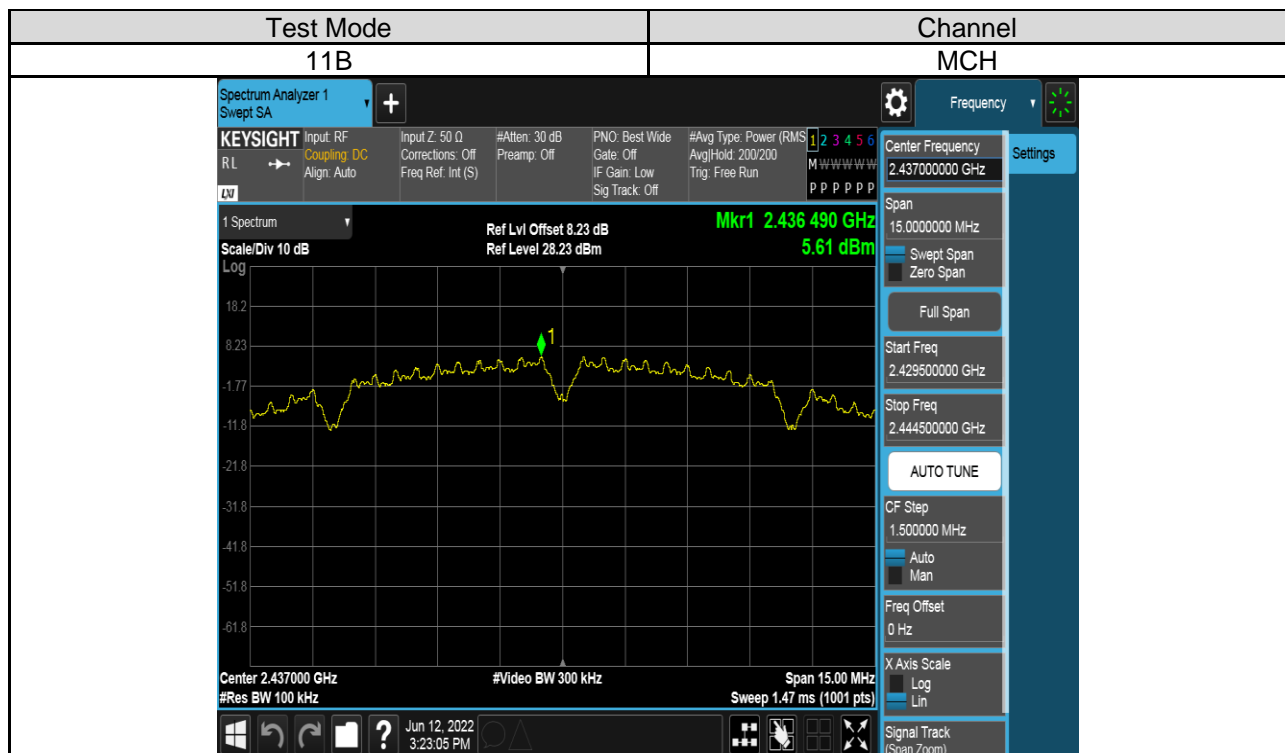 Test Mode Channel
11B MCH
Spectrum Analyzer 1
Swept SA
+
Frequency
KEYSIGHT
R L
LXI
Input: RF
Coupling: DC
Align: Auto
Input Z: 50 Ω
Corrections: Off
Freq Ref: Int (S)
#Atten: 30 dB
Preamp: Off
PNO: Best Wide
Gate: Off
IF Gain: Low
Sig Track: Off
#Avg Type: Power (RMS
Avg|Hold: 200/200
Trig: Free Run
1 2 3 4 5 6
M W W W W W
P P P P P P
1 Spectrum
Scale/Div 10 dB
Log
Ref Lvl Offset 8.23 dB
Ref Level 28.23 dBm
Mkr1 2.436 490 GHz
5.61 dBm
18.2
8.23
-1.77
-11.8
-21.8
-31.8
-41.8
-51.8
-61.8
1
Center 2.437000 GHz
#Res BW 100 kHz
#Video BW 300 kHz
Span 15.00 MHz
Sweep 1.47 ms (1001 pts)
?
Jun 12, 2022
3:23:05 PM
Center Frequency
2.437000000 GHz
Settings
Span
15.0000000 MHz
Swept Span
Zero Span
Full Span
Start Freq
2.429500000 GHz
Stop Freq
2.444500000 GHz
AUTO TUNE
CF Step
1.500000 MHz
Auto
Man
Freq Offset
0 Hz
X Axis Scale
Log
Lin
Signal Track
(Span Zoom)